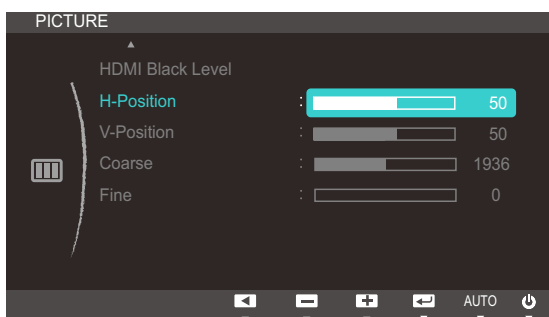 PICTURE
HDMI Black Level
H-Position : 50
V-Position : 50
Coarse : 1936
Fine : 0
AUTO